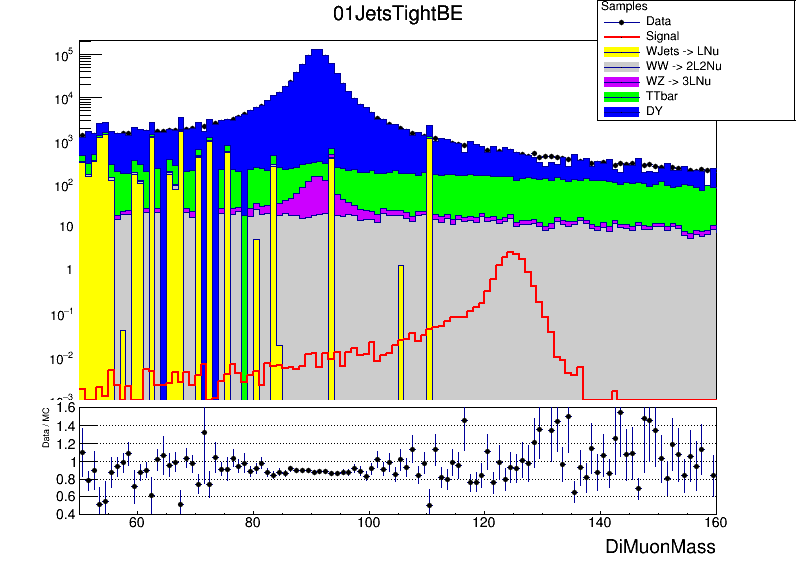 01JetsTightBE
Samples
Data
Signal
WJets -> LNu
WW -> 2L2Nu
WZ -> 3LNu
TTbar
DY
10^5
10^4
10^3
10^2
10
1
10^-1
10^-2
10^-3
Data / MC
1.6
1.4
1.2
1
0.8
0.6
0.4
60 80 100 120 140 160
DiMuonMass